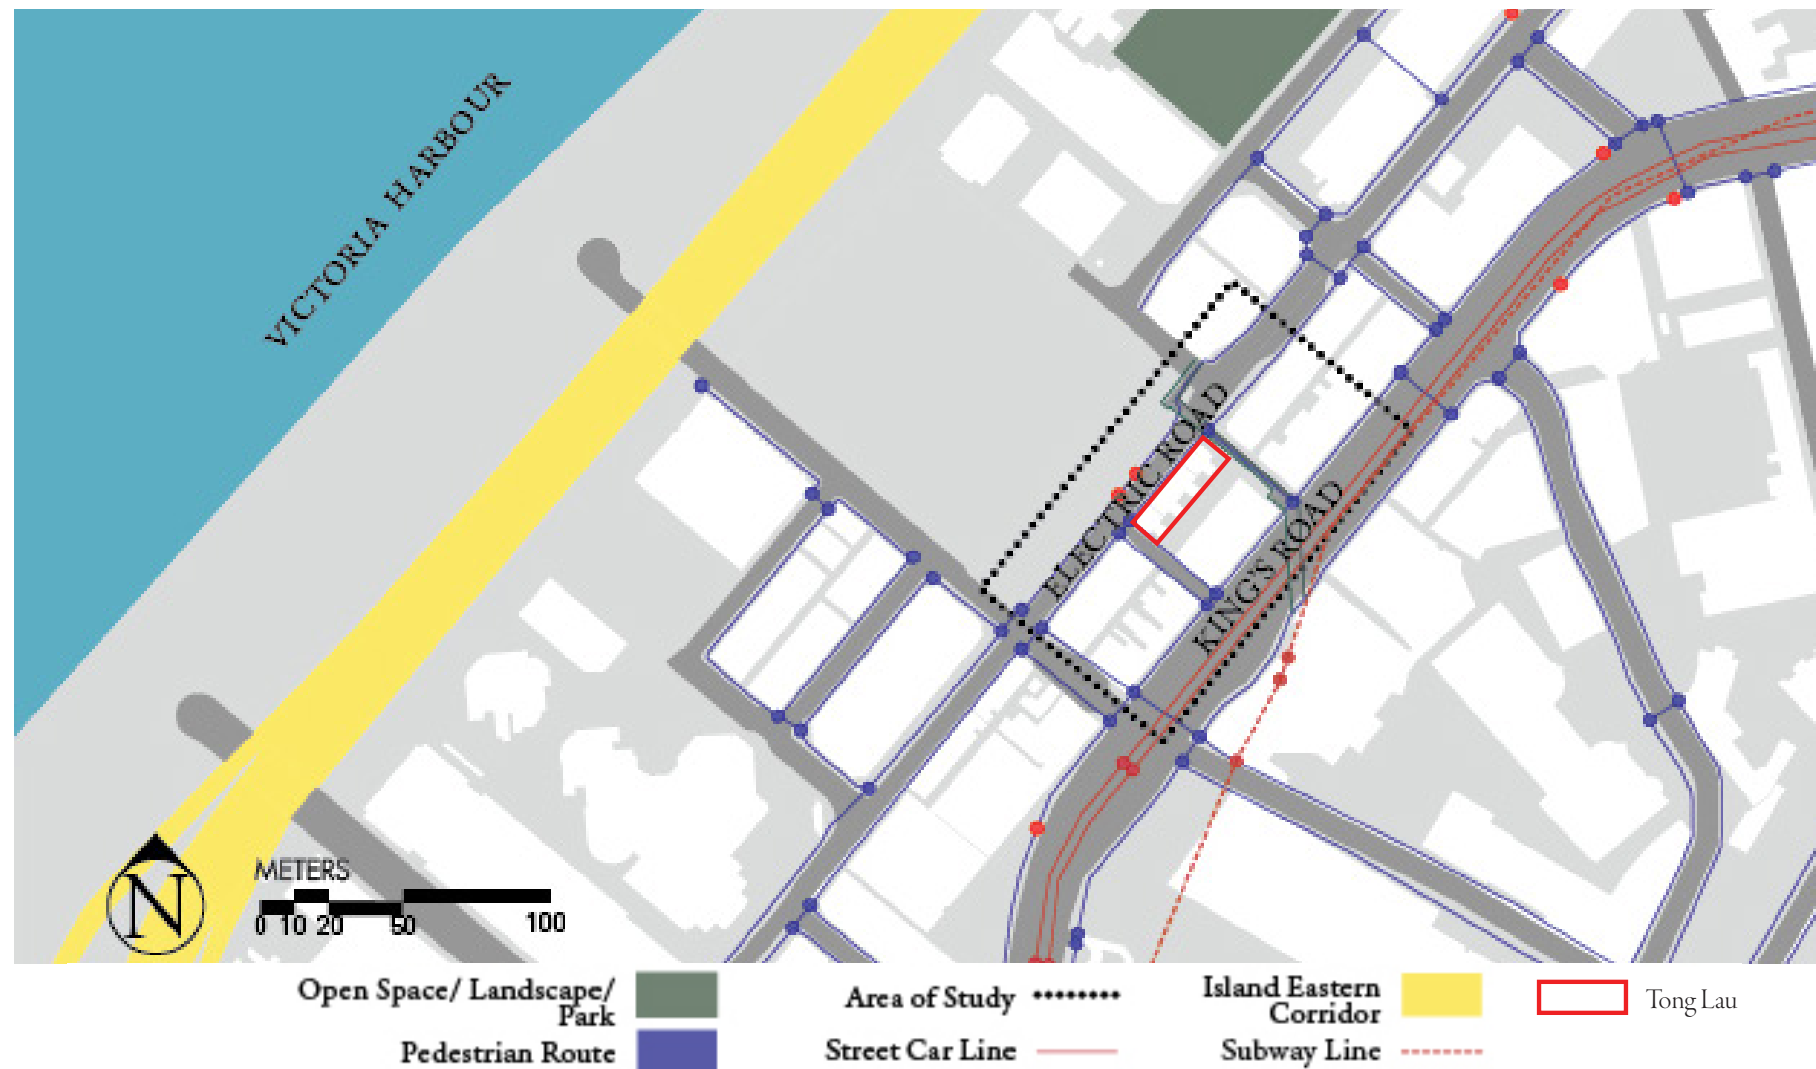 VICTORIA HARBOUR
ELECTRIC ROAD
KING'S ROAD
N
METERS
0 10 20 50 100
Open Space/ Landscape/
Park
Pedestrian Route
Area of Study
Street Car Line
Island Eastern
Corridor
Subway Line
Tong Lau